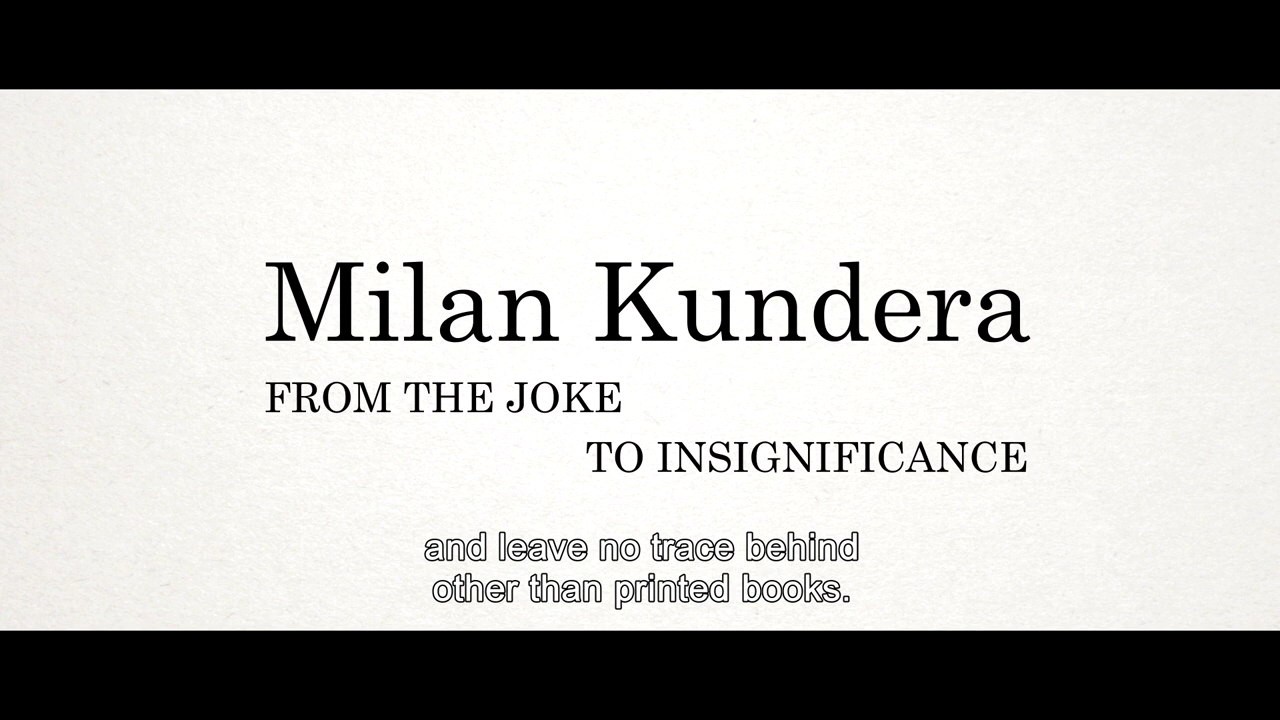 Milan Kundera
FROM THE JOKE
TO INSIGNIFICANCE
and leave no trace behind
other than printed books.